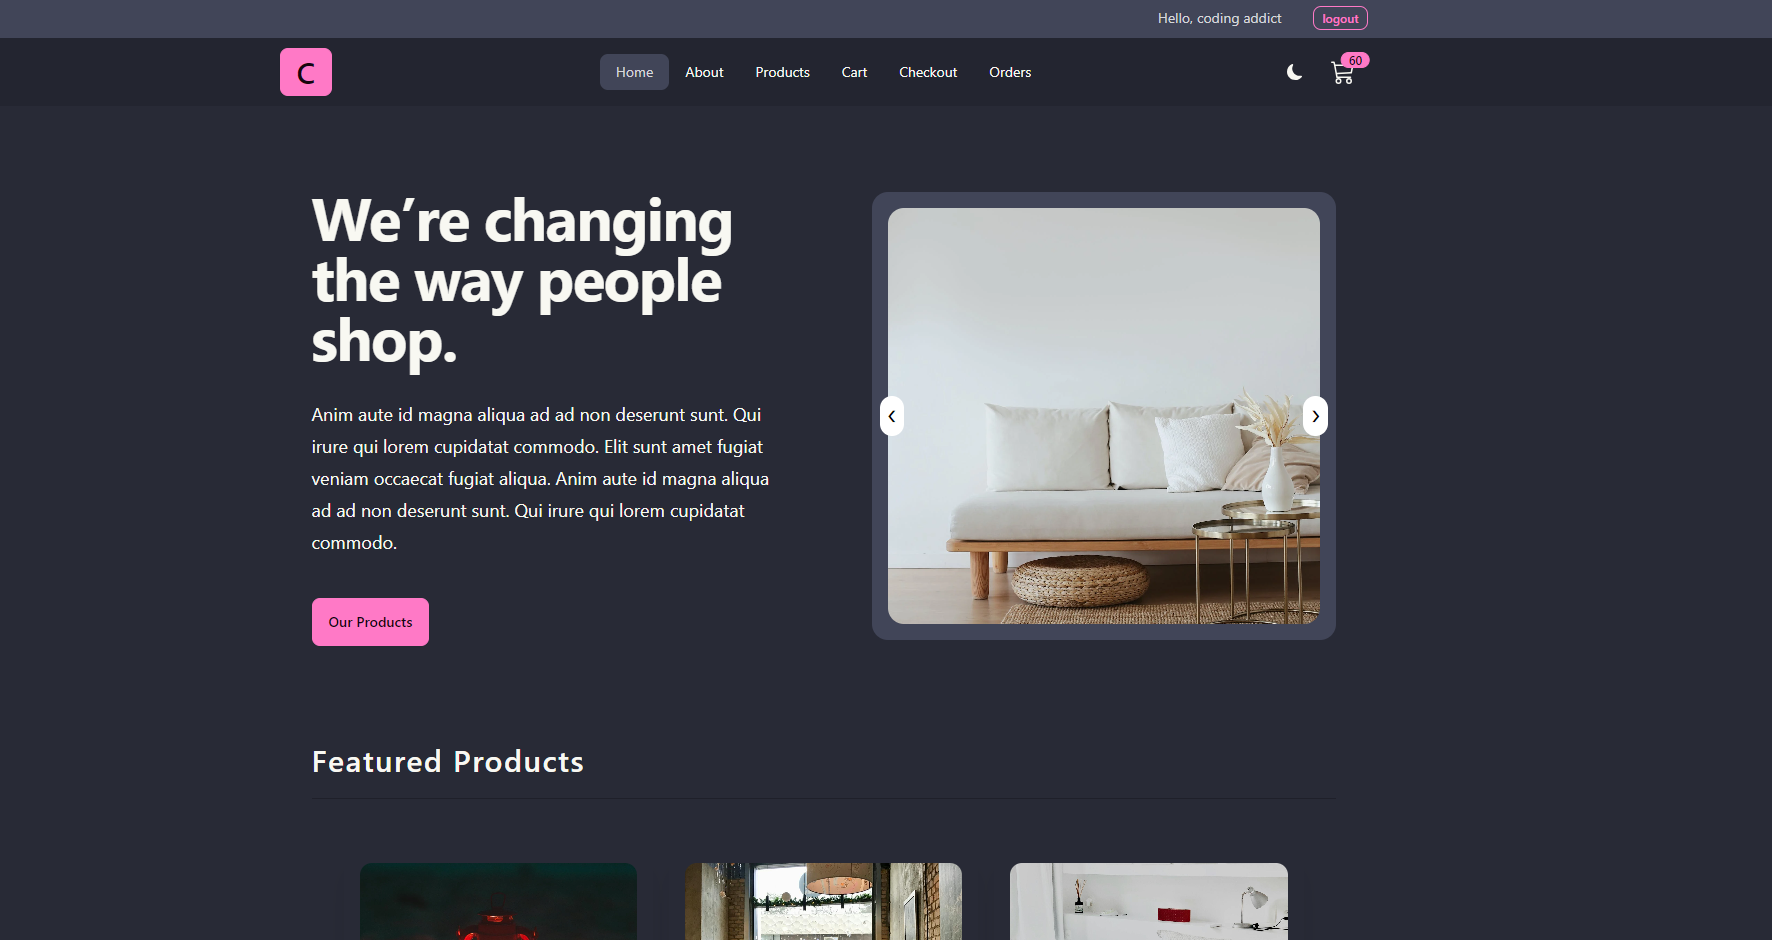 Hello, coding addict
logout
C
Home
About
Products
Cart
Checkout
Orders
60
We’re changing
the way people
shop.
Anim aute id magna aliqua ad ad non deserunt sunt. Qui
irure qui lorem cupidatat commodo. Elit sunt amet fugiat
veniam occaecat fugiat aliqua. Anim aute id magna aliqua
ad ad non deserunt sunt. Qui irure qui lorem cupidatat
commodo.
Our Products
Featured Products